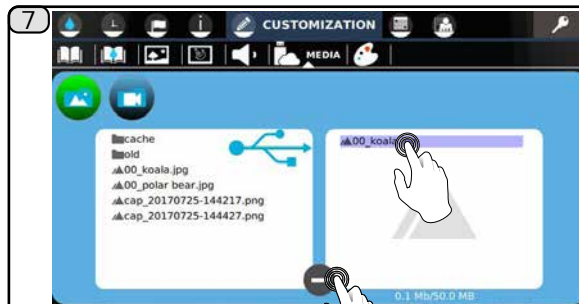 7
CUSTOMIZATION
MEDIA
cache
old
00_koala.jpg
00_polar bear.jpg
cap_20170725-144217.png
cap_20170725-144427.png
00_koala
0.1 Mb/50.0 MB